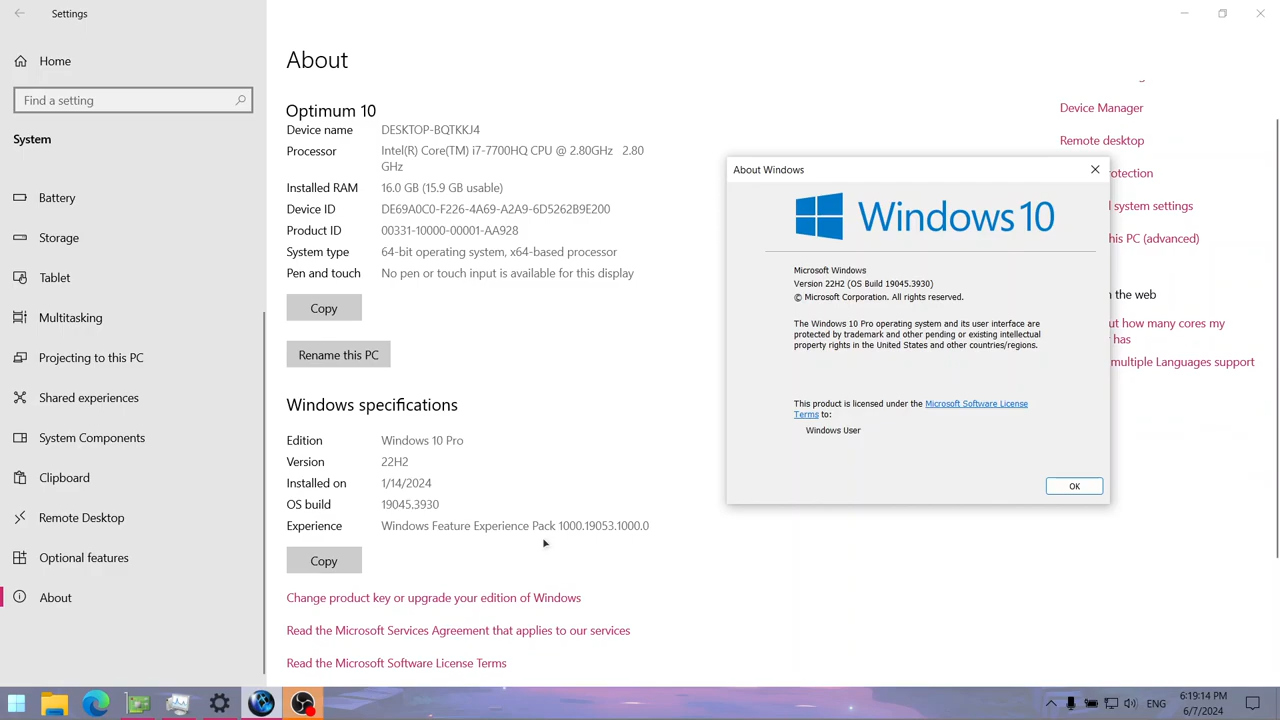 Settings
Home
Find a setting
System
Battery
Storage
Tablet
Multitasking
Projecting to this PC
Shared experiences
System Components
Clipboard
Remote Desktop
Optional features
About
About
Optimum 10
Device name DESKTOP-BQTKKJ4
Processor Intel(R) Core(TM) i7-7700HQ CPU @ 2.80GHz 2.80
GHz
Installed RAM 16.0 GB (15.9 GB usable)
Device ID DE69A0C0-F226-4A69-A2A9-6D5262B9E200
Product ID 00331-10000-00001-AA928
System type 64-bit operating system, x64-based processor
Pen and touch No pen or touch input is available for this display
Copy
Rename this PC
Windows specifications
Edition Windows 10 Pro
Version 22H2
Installed on 1/14/2024
OS build 19045.3930
Experience Windows Feature Experience Pack 1000.19053.1000.0
Copy
Change product key or upgrade your edition of Windows
Read the Microsoft Services Agreement that applies to our services
Read the Microsoft Software License Terms
Device Manager
Remote desktop
otection
system settings
his PC (advanced)
n the web
ut how many cores my
has
multiple Languages support
About Windows
Windows 10
Microsoft Windows
Version 22H2 (OS Build 19045.3930)
© Microsoft Corporation. All rights reserved.
The Windows 10 Pro operating system and its user interface are
protected by trademark and other pending or existing intellectual
property rights in the United States and other countries/regions.
This product is licensed under the Microsoft Software License
Terms to:
Windows User
OK
ENG
6:19:14 PM
6/7/2024